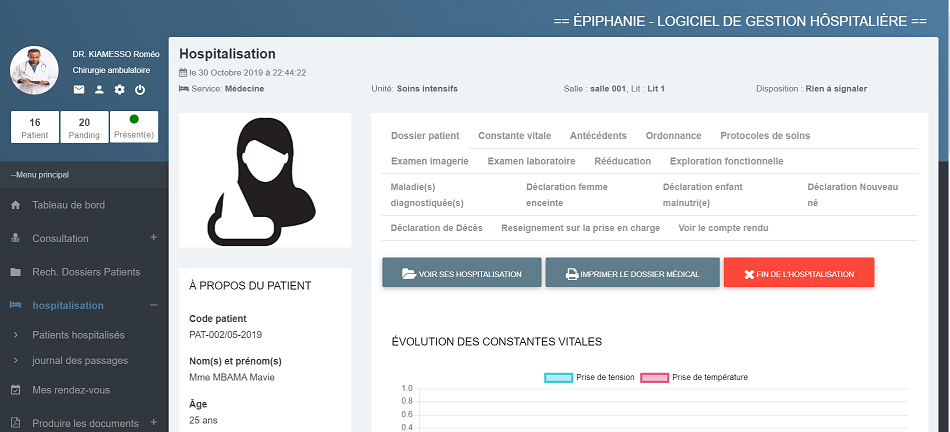 == ÉPIPHANIE - LOGICIEL DE GESTION HÔSPITALIÈRE ==
DR. KIAMESSO Roméo
Chirurgie ambulatoire
16
Patient
20
Panding
Présent(e)
--Menu principal
Tableau de bord
Consultation +
Rech. Dossiers Patients
hospitalisation –
> Patients hospitalisés
> journal des passages
Mes rendez-vous
Produire les documents +
Hospitalisation
le 30 Octobre 2019 à 22:44:22
Service: Médecine
Unité: Soins intensifs
Salle : salle 001, Lit : Lit 1
Disposition : Rien à signaler
À PROPOS DU PATIENT
Code patient
PAT-002/05-2019
Nom(s) et prénom(s)
Mme MBAMA Mavie
Âge
25 ans
Dossier patient Constante vitale Antécédents Ordonnance Protocoles de soins
Examen imagerie Examen laboratoire Rééducation Exploration fonctionnelle
Maladie(s)
diagnostiquée(s)
Déclaration femme
enceinte
Déclaration enfant
malnutri(e)
Déclaration Nouveau
né
Déclaration de Décès Reseignement sur la prise en charge Voir le compte rendu
VOIR SES HOSPITALISATION
IMPRIMER LE DOSSIER MÉDICAL
FIN DE L'HOSPITALISATION
ÉVOLUTION DES CONSTANTES VITALES
Prise de tension Prise de température
1.0
0.8
0.6
0.4